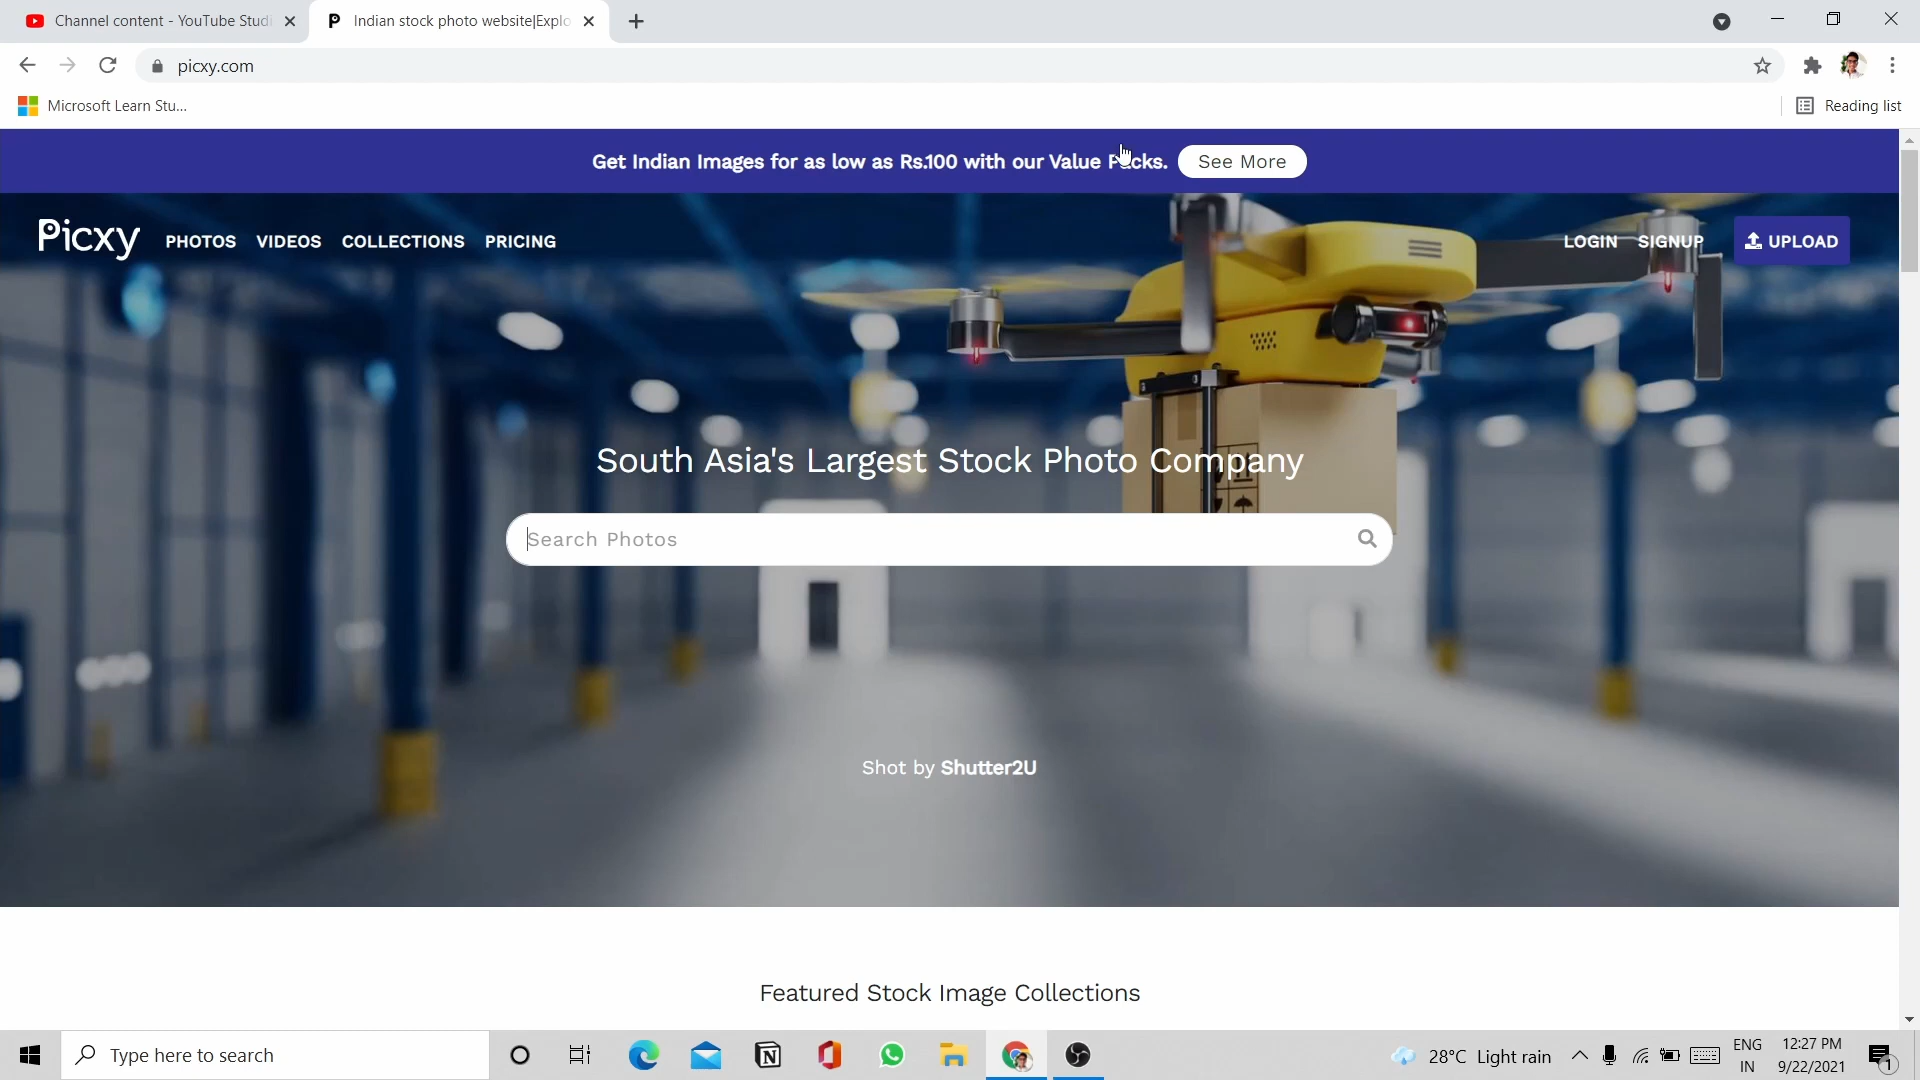 Channel content - YouTube Studi
Indian stock photo website|Explo
picxy.com
Microsoft Learn Stu...
Reading list
Get Indian Images for as low as Rs.100 with our Value Packs.
See More
Picxy
PHOTOS
VIDEOS
COLLECTIONS
PRICING
LOGIN
SIGNUP
UPLOAD
South Asia's Largest Stock Photo Company
Search Photos
Shot by Shutter2U
Featured Stock Image Collections
Type here to search
28°C Light rain
ENG
IN
12:27 PM
9/22/2021
1